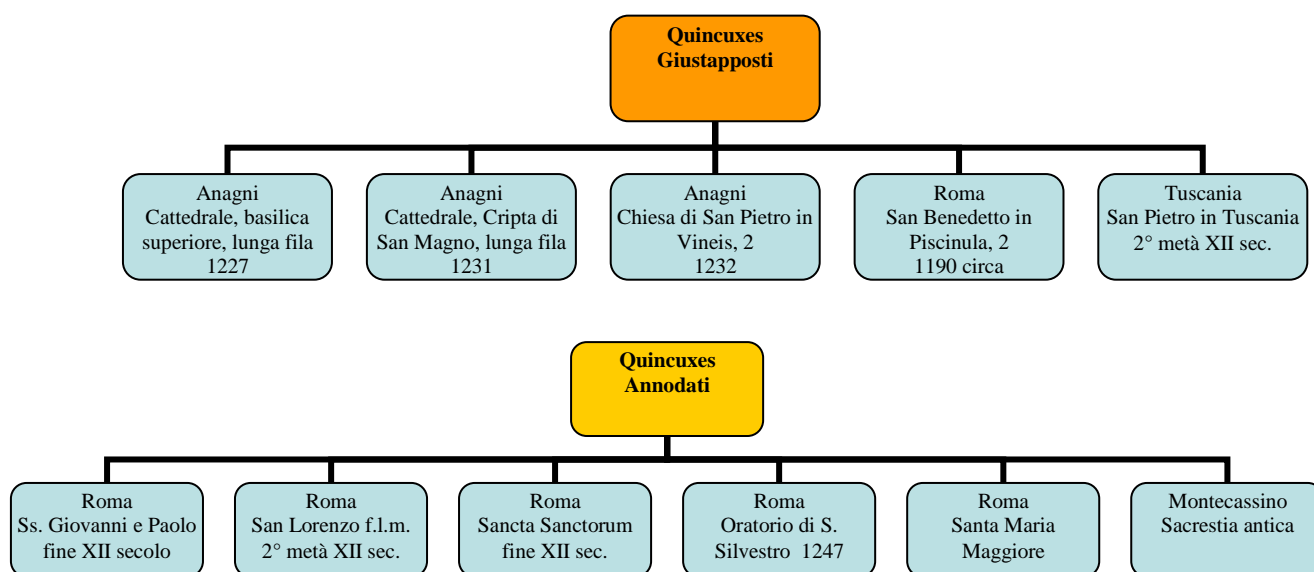 Quincuxes
Giustapposti
Anagni
Cattedrale, basilica
superiore, lunga fila
1227
Anagni
Cattedrale, Cripta di
San Magno, lunga fila
1231
Anagni
Chiesa di San Pietro in
Vineis, 2
1232
Roma
San Benedetto in
Piscinula, 2
1190 circa
Tuscania
San Pietro in Tuscania
2° metà XII sec.
Quincuxes
Annodati
Roma
Ss. Giovanni e Paolo
fine XII secolo
Roma
San Lorenzo f.l.m.
2° metà XII sec.
Roma
Sancta Sanctorum
fine XII sec.
Roma
Oratorio di S.
Silvestro 1247
Roma
Santa Maria
Maggiore
Montecassino
Sacrestia antica